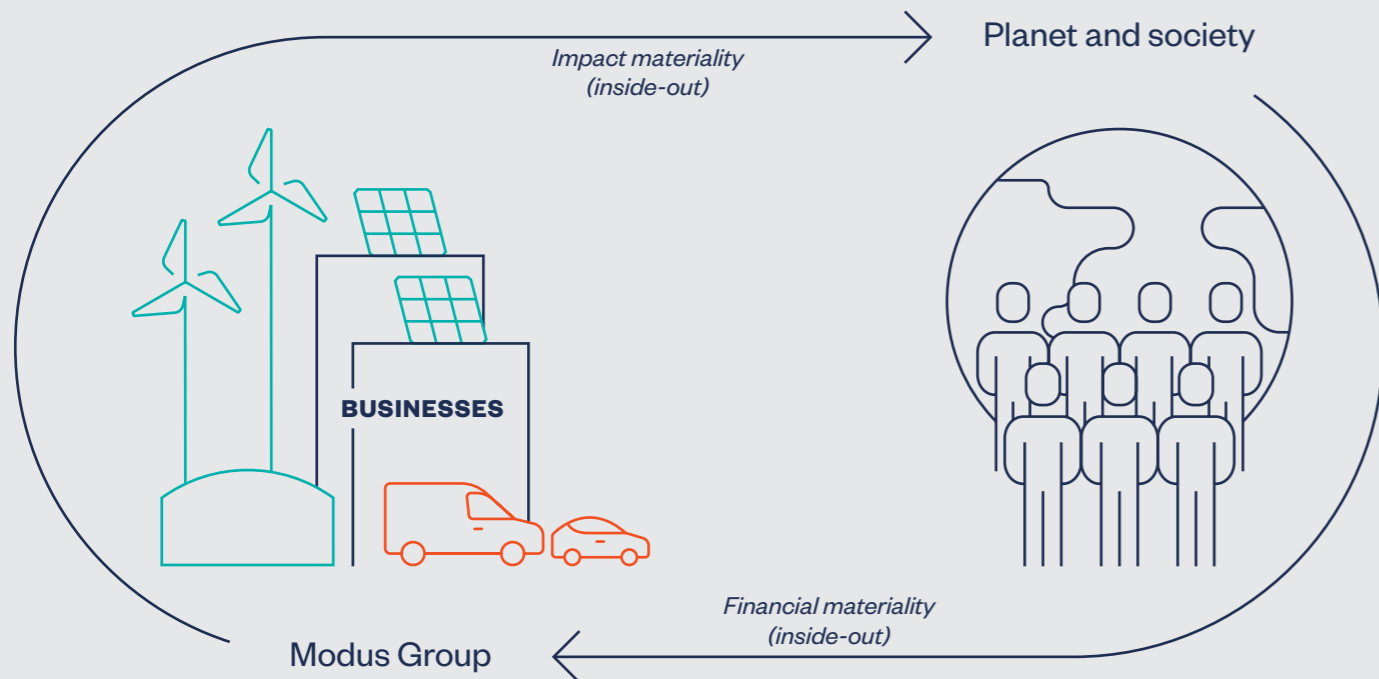 Impact materiality
(inside-out)
Planet and society
BUSINESSES
Financial materiality
(inside-out)
Modus Group